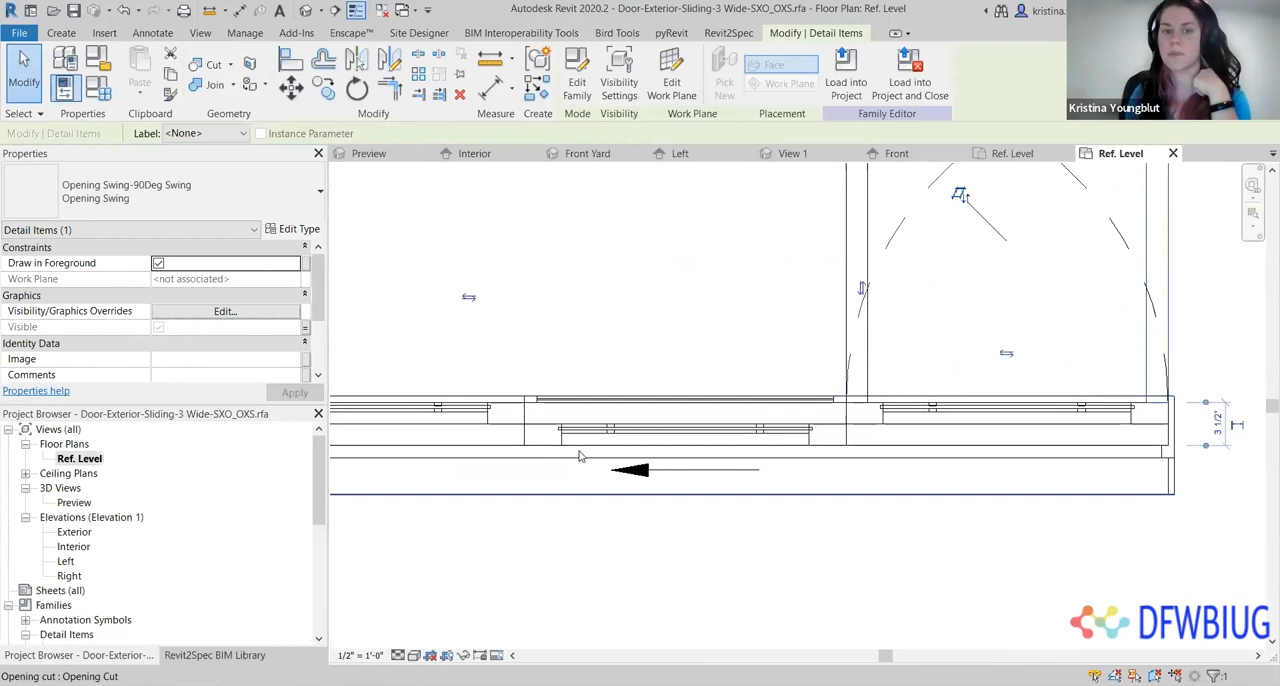 Autodesk Revit 2020.2 - Door-Exterior-Sliding-3 Wide-SXO_OXS.rfa - Floor Plan: Ref. Level
kristina.
File Create Insert Annotate View Manage Add-Ins Enscape™ Site Designer BIM Interoperability Tools Bird Tools pyRevit Revit2Spec Modify | Detail Items
Modify Paste Cut Join Edit Family Visibility Settings Edit Work Plane Pick New Face Work Plane Load into Project Load into Project and Close
Select Properties Clipboard Geometry Modify Measure Create Mode Visibility Work Plane Placement Family Editor
Kristina Youngblut
Modify | Detail Items Label: <None> Instance Parameter
Properties
Preview Interior Front Yard Left View 1 Front Ref. Level Ref. Level
Opening Swing-90Deg Swing
Opening Swing
Detail Items (1) Edit Type
Constraints
Draw in Foreground
Work Plane <not associated>
Graphics
Visibility/Graphics Overrides Edit...
Visible
Identity Data
Image
Comments
Properties help Apply
Project Browser - Door-Exterior-Sliding-3 Wide-SXO_OXS.rfa
Views (all)
Floor Plans
Ref. Level
Ceiling Plans
3D Views
Preview
Elevations (Elevation 1)
Exterior
Interior
Left
Right
Sheets (all)
Families
Annotation Symbols
Detail Items
3 1/2"
DFWBIUG
Project Browser - Door-Exterior-... Revit2Spec BIM Library
1/2" = 1'-0"
Opening cut : Opening Cut
:1